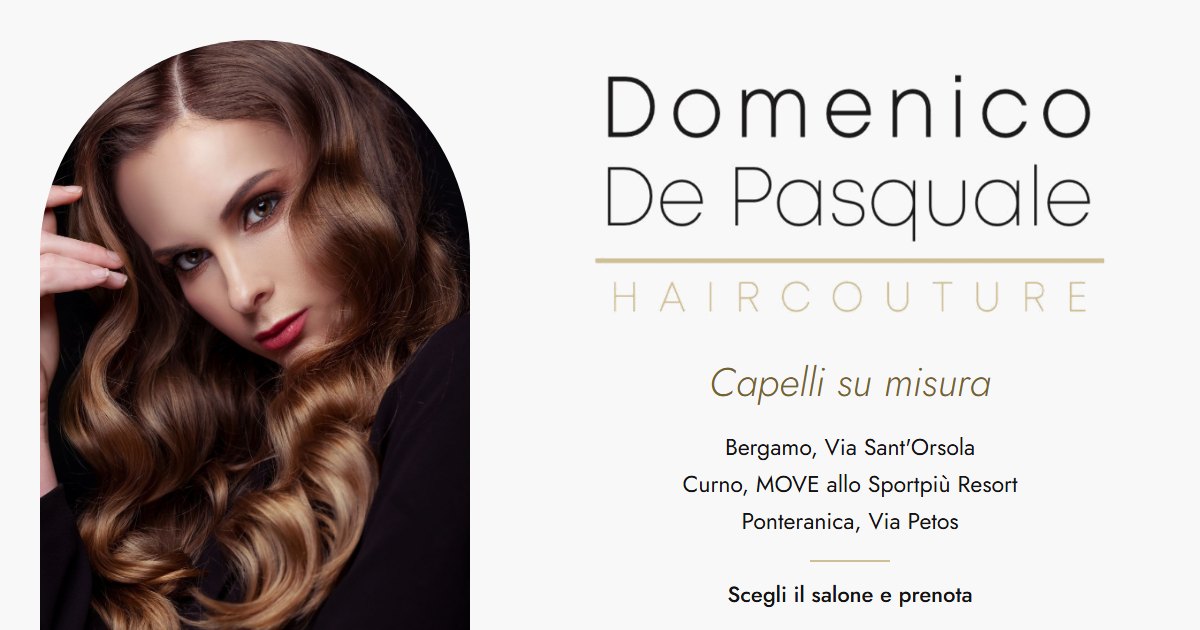 Domenico
De Pasquale
HAIRCOUTURE
Capelli su misura
Bergamo, Via Sant'Orsola
Curno, MOVE allo Sportpiù Resort
Ponteranica, Via Petos
Scegli il salone e prenota